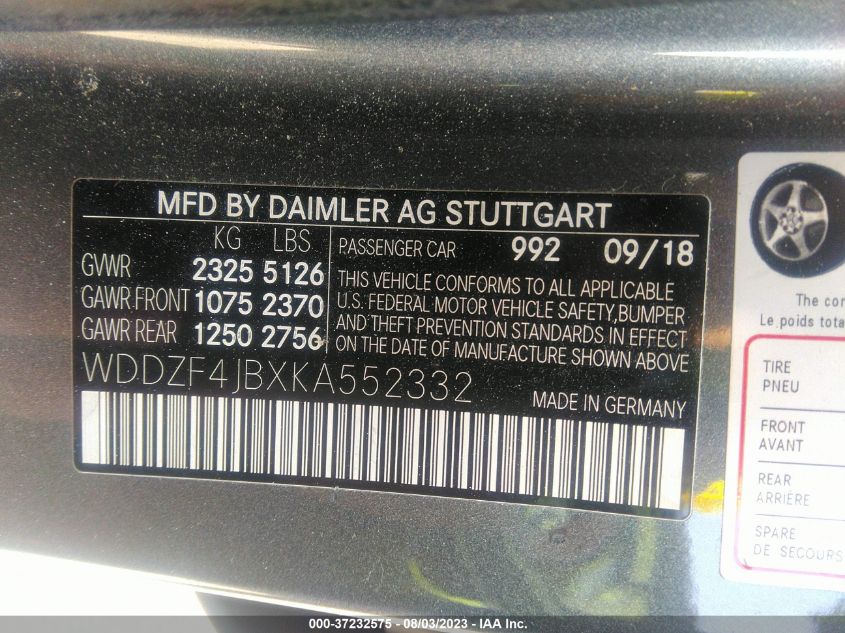 MFD BY DAIMLER AG STUTTGART
KG LBS
GVWR 2325 5126
GAWR FRONT 1075 2370
GAWR REAR 1250 2756
PASSENGER CAR 992 09/18
THIS VEHICLE CONFORMS TO ALL APPLICABLE
U.S. FEDERAL MOTOR VEHICLE SAFETY,BUMPER
AND THEFT PREVENTION STANDARDS IN EFFECT
ON THE DATE OF MANUFACTURE SHOWN ABOVE
WDDZF4JBXKA552332
MADE IN GERMANY
The
Le poids
TIRE
PNEU
FRONT
AVANT
REAR
ARRIÈRE
SPARE
DE SECOURS
000-37232575 - 08/03/2023 - IAA Inc.